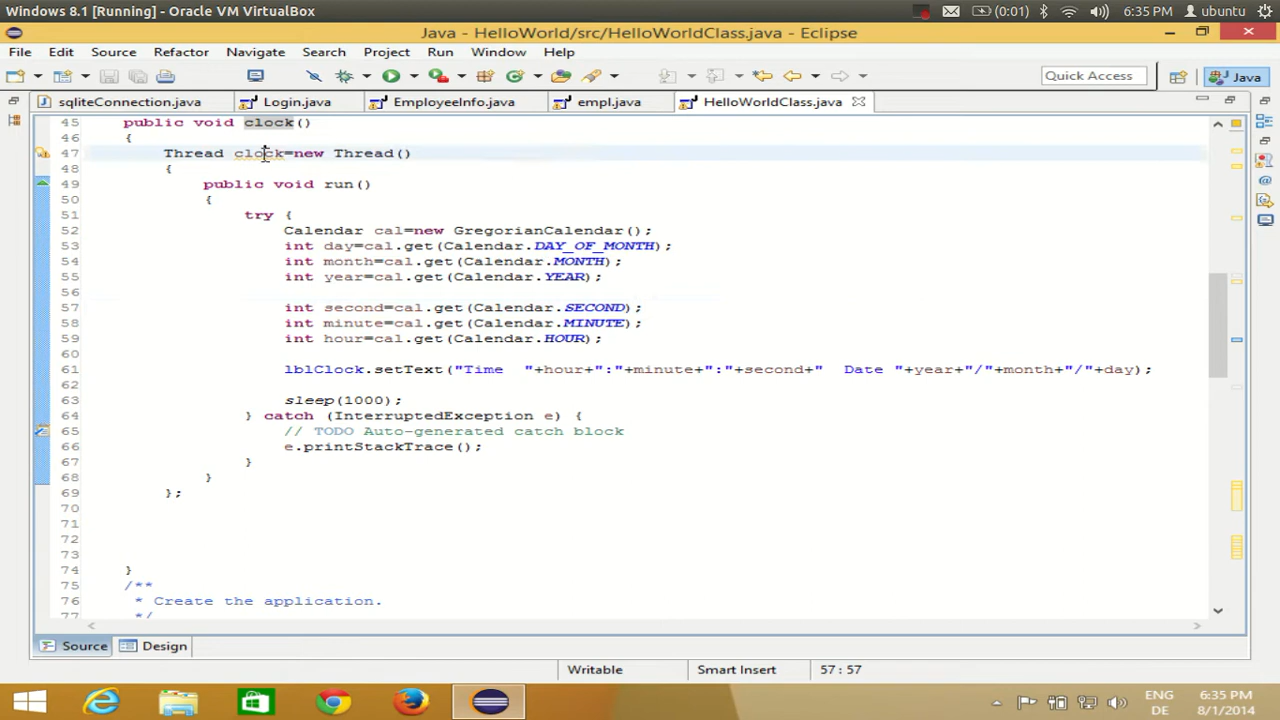 Windows 8.1 [Running] - Oracle VM VirtualBox
(0:01)
6:35 PM
ubuntu
Java - HelloWorld/src/HelloWorldClass.java - Eclipse
File Edit Source Refactor Navigate Search Project Run Window Help
Quick Access
Java
sqliteConnection.java
Login.java
EmployeeInfo.java
empl.java
HelloWorldClass.java
45 public void clock()
46 {
47 Thread clock=new Thread()
48 {
49 public void run()
50 {
51 try {
52 Calendar cal=new GregorianCalendar();
53 int day=cal.get(Calendar.DAY_OF_MONTH);
54 int month=cal.get(Calendar.MONTH);
55 int year=cal.get(Calendar.YEAR);
56
57 int second=cal.get(Calendar.SECOND);
58 int minute=cal.get(Calendar.MINUTE);
59 int hour=cal.get(Calendar.HOUR);
60
61 lblClock.setText("Time  "+hour+":"+minute+":"+second+"  Date "+year+"/"+month+"/"+day);
62
63 sleep(1000);
64 } catch (InterruptedException e) {
65 // TODO Auto-generated catch block
66 e.printStackTrace();
67 }
68 }
69 };
70
71
72
73
74 }
75 /**
76 * Create the application.
77 */
Source
Design
Writable
Smart Insert
57 : 57
ENG
DE
6:35 PM
8/1/2014